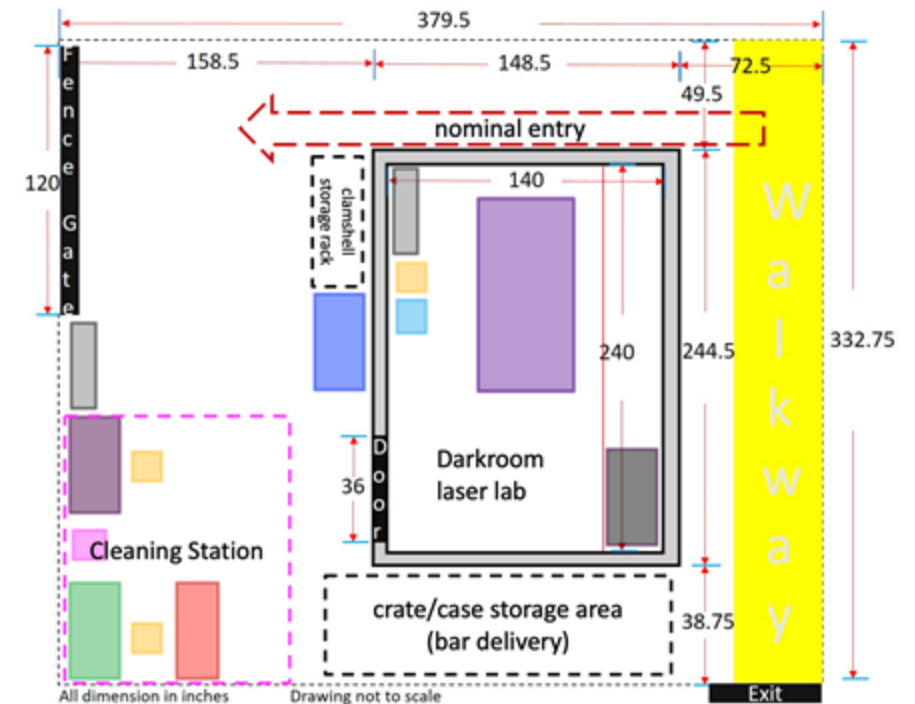 379.5
158.5
148.5
72.5
49.5
nominal entry
Fence Gate
120
clamshell
storage rack
140
Walkway
240
244.5
332.75
Door
36
Darkroom
laser lab
Cleaning Station
crate/case storage area
(bar delivery)
38.75
All dimension in inches
Drawing not to scale
Exit